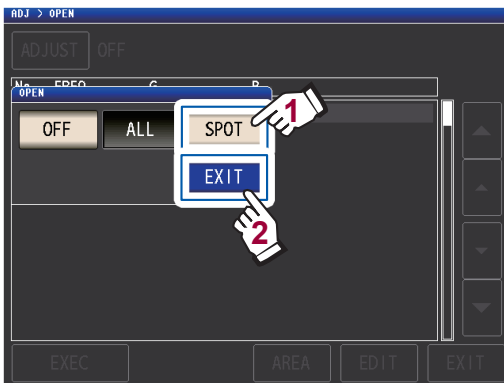 ADJ > OPEN
ADJUST OFF
No. FREQ G B
OPEN
OFF ALL SPOT
1
EXIT
2
EXEC AREA EDIT EXIT